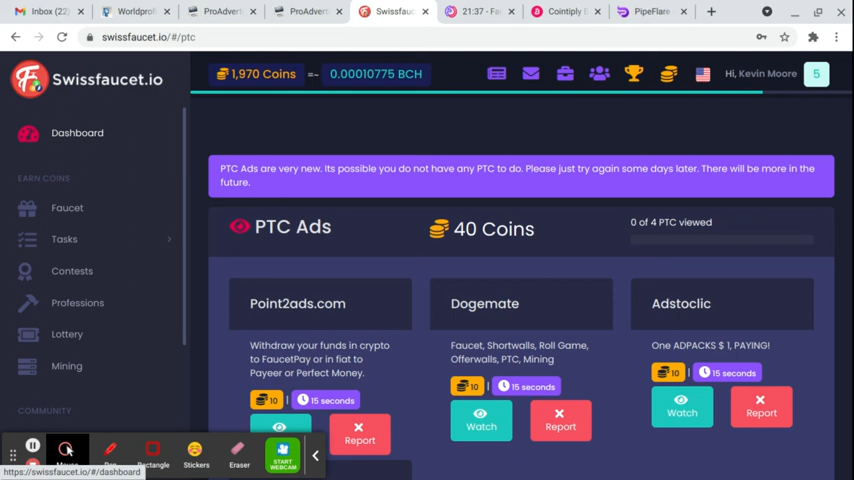 Inbox (22)
Worldprofi
ProAdvert
ProAdvert
Swissfauc
21:37 - Fa
Cointiply B
PipeFlare
swissfaucet.io/#/ptc
Swissfaucet.io
1,970 Coins =~ 0.00010775 BCH
Hi, Kevin Moore 5
Dashboard
EARN COINS
Faucet
Tasks
Contests
Professions
Lottery
Mining
COMMUNITY
PTC Ads are very new. Its possible you do not have any PTC to do. Please just try again some days later. There will be more in the
future.
PTC Ads
40 Coins
0 of 4 PTC viewed
Point2ads.com
Withdraw your funds in crypto
to FaucetPay or in fiat to
Payeer or Perfect Money.
10 | 15 seconds
Report
Dogemate
Faucet, Shortwalls, Roll Game,
Offerwalls, PTC, Mining
10 | 15 seconds
Watch
Report
Adstoclic
One ADPACKS $ 1, PAYING!
10 | 15 seconds
Watch
Report
Rectangle
Stickers
Eraser
START
WEBCAM
https://swissfaucet.io/#/dashboard